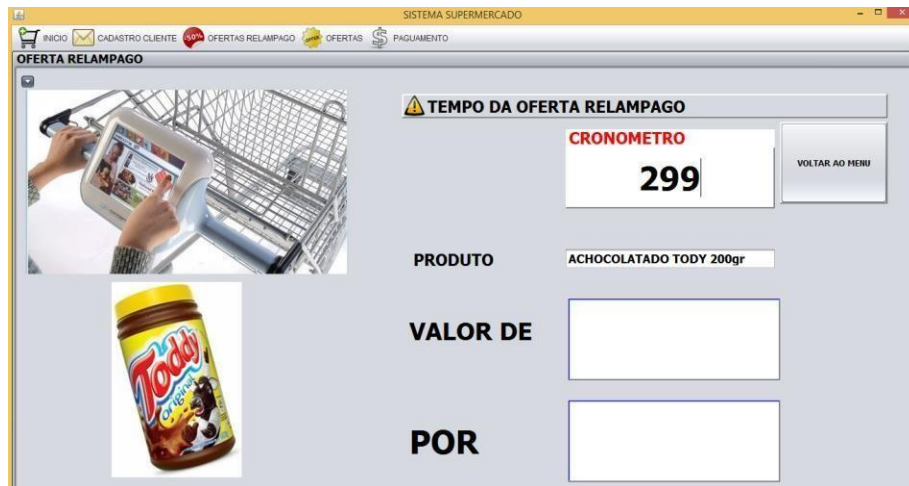 SISTEMA SUPERMERCADO
INICIO CADASTRO CLIENTE -50% OFERTAS RELAMPAGO OFERTAS PAGUAMENTO
OFERTA RELAMPAGO
TEMPO DA OFERTA RELAMPAGO
CRONOMETRO
299
VOLTAR AO MENU
PRODUTO
ACHOCOLATADO TODY 200gr
Toddy
original
VALOR DE
POR